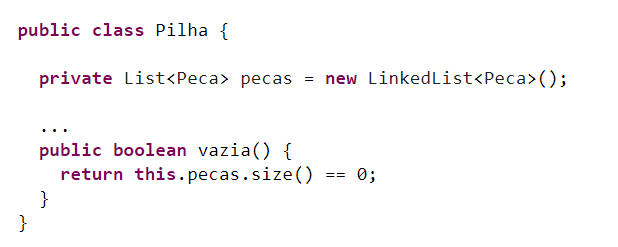 public class Pilha {
private List<Peca> pecas = new LinkedList<Peca>();
...
public boolean vazia() {
return this.pecas.size() == 0;
}
}